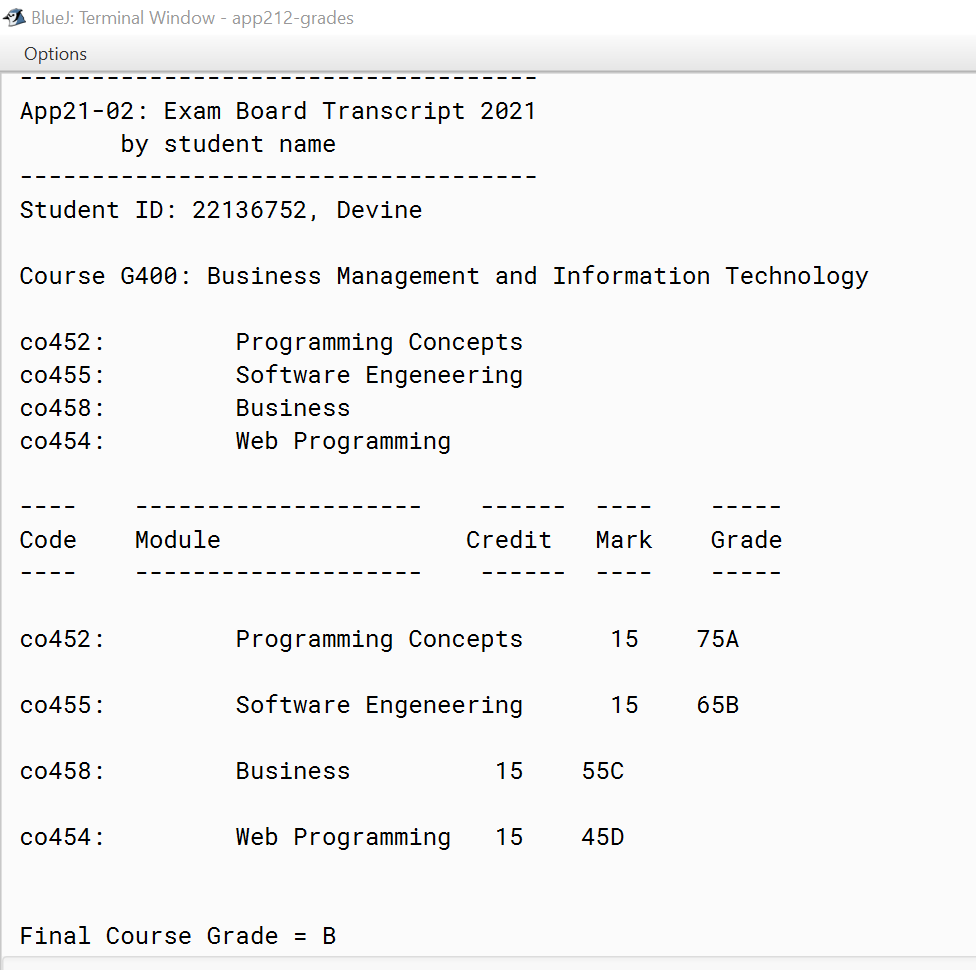 BlueJ: Terminal Window - app212-grades
Options
------------------------------------
App21-02: Exam Board Transcript 2021
       by student name
------------------------------------
Student ID: 22136752, Devine
Course G400: Business Management and Information Technology
co452:         Programming Concepts
co455:         Software Engeneering
co458:         Business
co454:         Web Programming
----    --------------------    ------  ----    -----
Code    Module                 Credit   Mark    Grade
----    --------------------    ------  ----    -----
co452:         Programming Concepts      15    75A
co455:         Software Engeneering      15    65B
co458:         Business          15    55C
co454:         Web Programming   15    45D
Final Course Grade = B